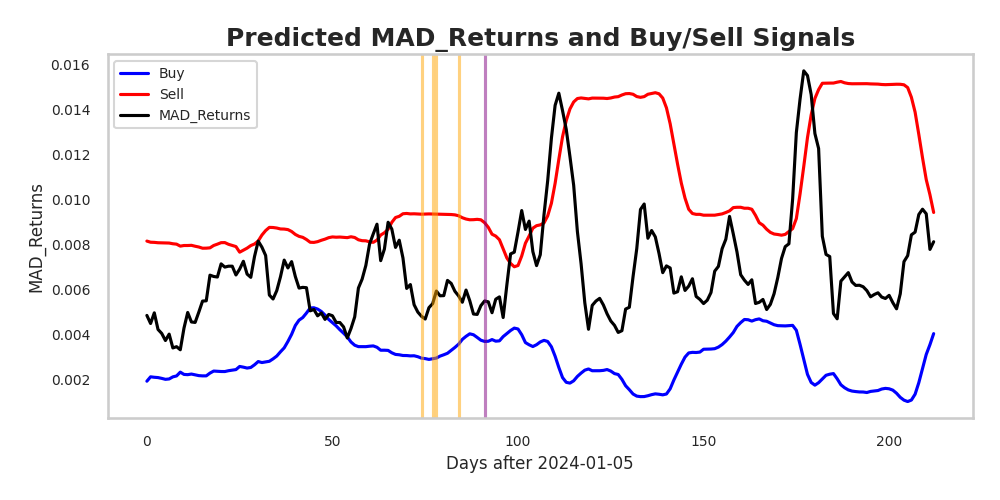 Predicted MAD_Returns and Buy/Sell Signals
Buy
Sell
MAD_Returns
MAD_Returns
0.016
0.014
0.012
0.010
0.008
0.006
0.004
0.002
0 50 100 150 200
Days after 2024-01-05